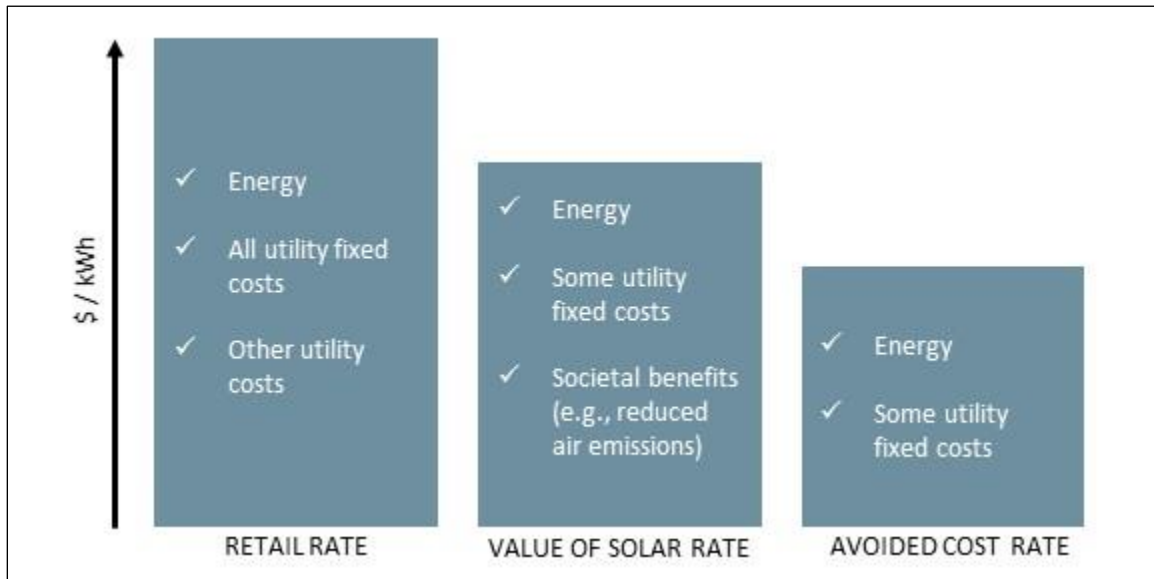 $ / kWh
✓ Energy
✓ All utility fixed
costs
✓ Other utility
costs
✓ Energy
✓ Some utility
fixed costs
✓ Societal benefits
(e.g., reduced
air emissions)
✓ Energy
✓ Some utility
fixed costs
RETAIL RATE
VALUE OF SOLAR RATE
AVOIDED COST RATE